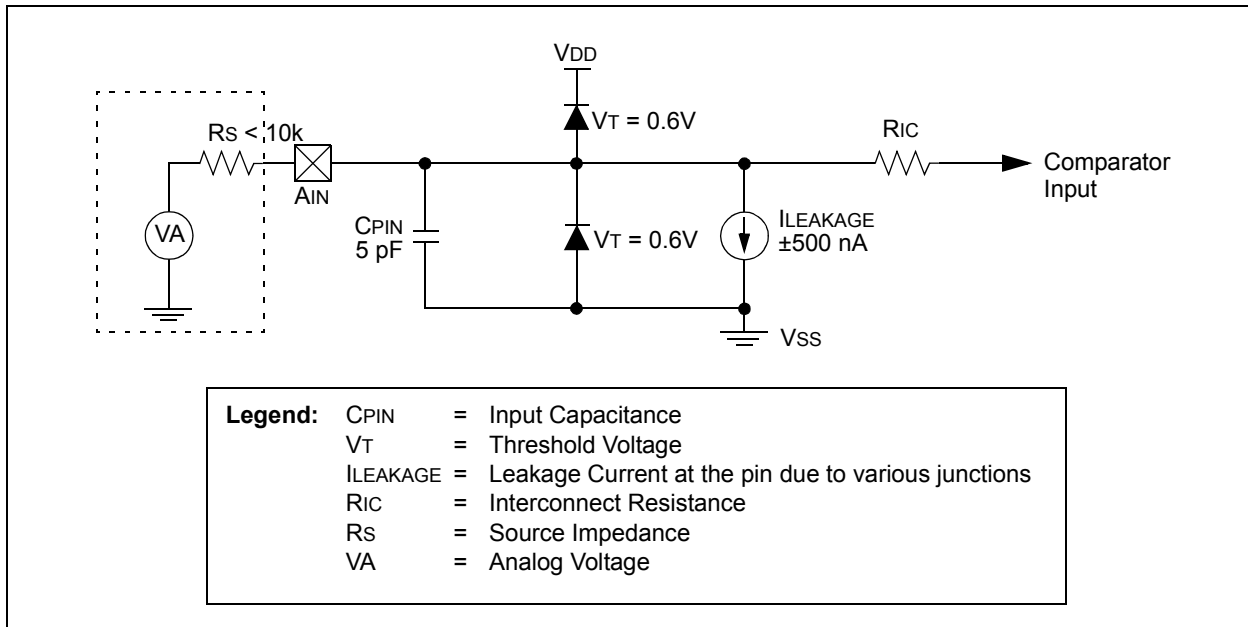 VDD
VT = 0.6V
RS < 10k
RIC
AIN
Comparator
Input
VA
CPIN
5 pF
VT = 0.6V
ILEAKAGE
±500 nA
VSS
Legend: CPIN = Input Capacitance
VT = Threshold Voltage
ILEAKAGE = Leakage Current at the pin due to various junctions
RIC = Interconnect Resistance
RS = Source Impedance
VA = Analog Voltage